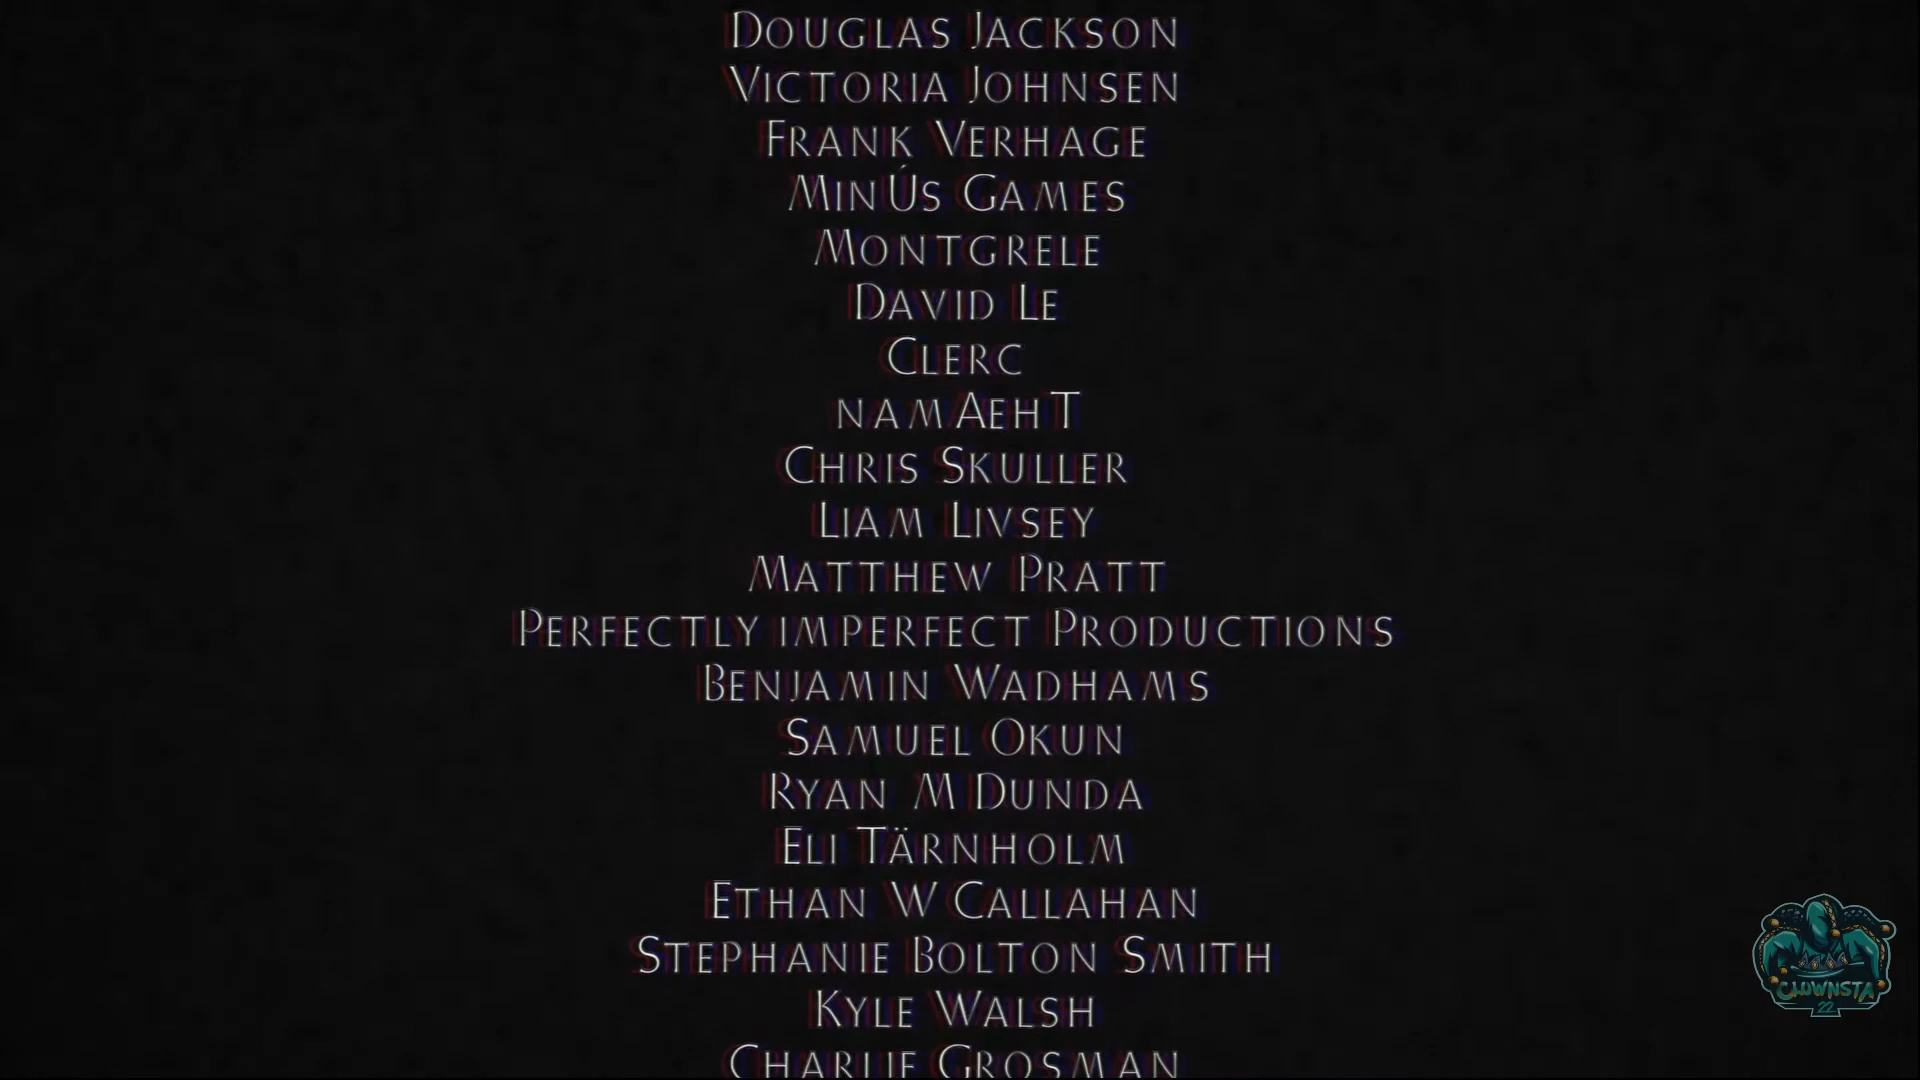 Douglas Jackson
Victoria Johnsen
Frank Verhage
MinÚs Games
Montgrele
David Le
Clerc
namAehT
Chris Skuller
Liam Livsey
Matthew Pratt
Perfectly imperfect Productions
Benjamin Wadhams
Samuel Okun
Ryan M Dunda
Eli Tärnholm
Ethan W Callahan
Stephanie Bolton Smith
Kyle Walsh
Charlie Grosman
CLOWNSTA
22